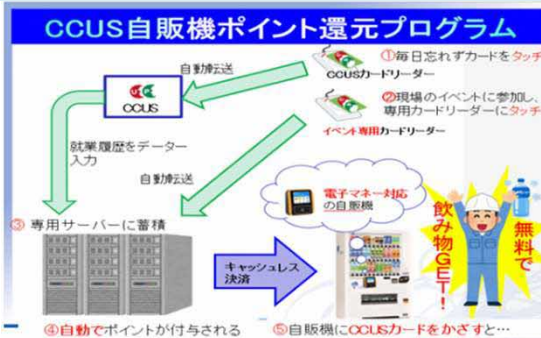 CCUS自販機ポイント還元プログラム
①毎日忘れずカードをタッチ
CCUSカードリーダー
自動転送
CCUS
②現場のイベントに参加し、
専用カードリーダーにタッチ
イベント専用カードリーダー
就業履歴をデーター
入力
自動転送
電子マネー対応
の自販機
③ 専用サーバーに蓄積
キャッシュレス
決済
無料で
飲み物GET!
④自動でポイントが付与される
⑤自販機にCCUSカードをかざすと…